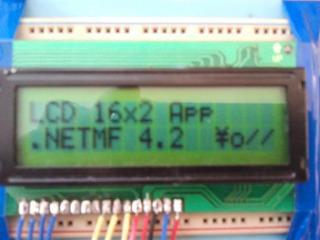 LCD 16x2 App
.NETMF 4.2 ¥o//